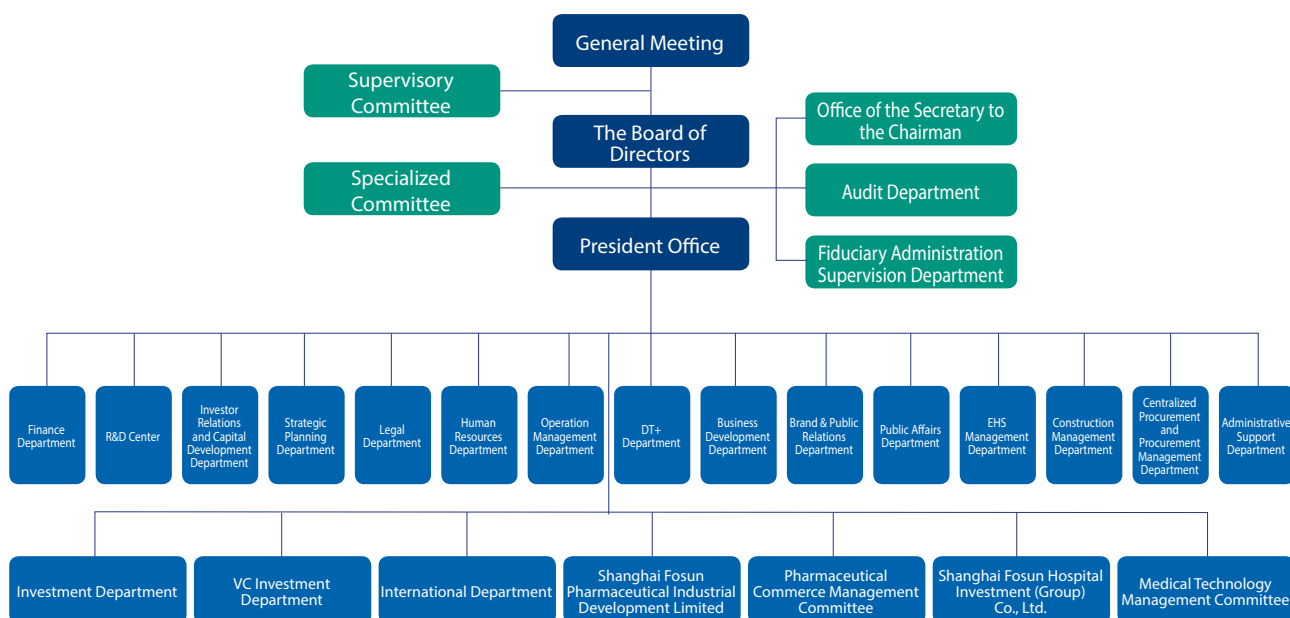 General Meeting
Supervisory
Committee
Office of the Secretary to
the Chairman
The Board of
Directors
Specialized
Committee
Audit Department
President Office
Fiduciary Administration
Supervision Department
Finance
Department
R&D Center
Investor
Relations
and Capital
Development
Department
Strategic
Planning
Department
Legal
Department
Human
Resources
Department
Operation
Management
Department
DT+
Department
Business
Development
Department
Brand & Public
Relations
Department
Public Affairs
Department
EHS
Management
Department
Construction
Management
Department
Centralized
Procurement
and
Procurement
Management
Department
Administrative
Support
Department
Investment Department
VC Investment
Department
International Department
Shanghai Fosun
Pharmaceutical Industrial
Development Limited
Pharmaceutical
Commerce Management
Committee
Shanghai Fosun Hospital
Investment (Group)
Co., Ltd.
Medical Technology
Management Committee